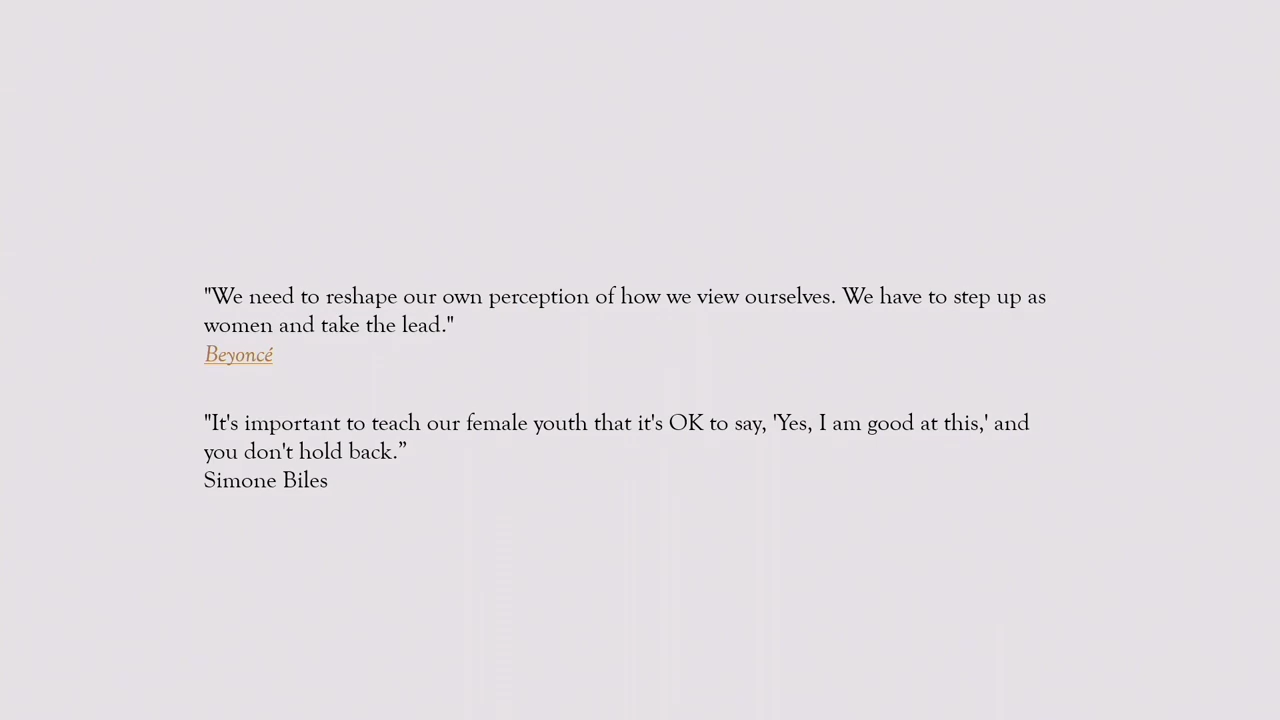 "We need to reshape our own perception of how we view ourselves. We have to step up as
women and take the lead."
Beyoncé
"It's important to teach our female youth that it's OK to say, 'Yes, I am good at this,' and
you don't hold back.”
Simone Biles